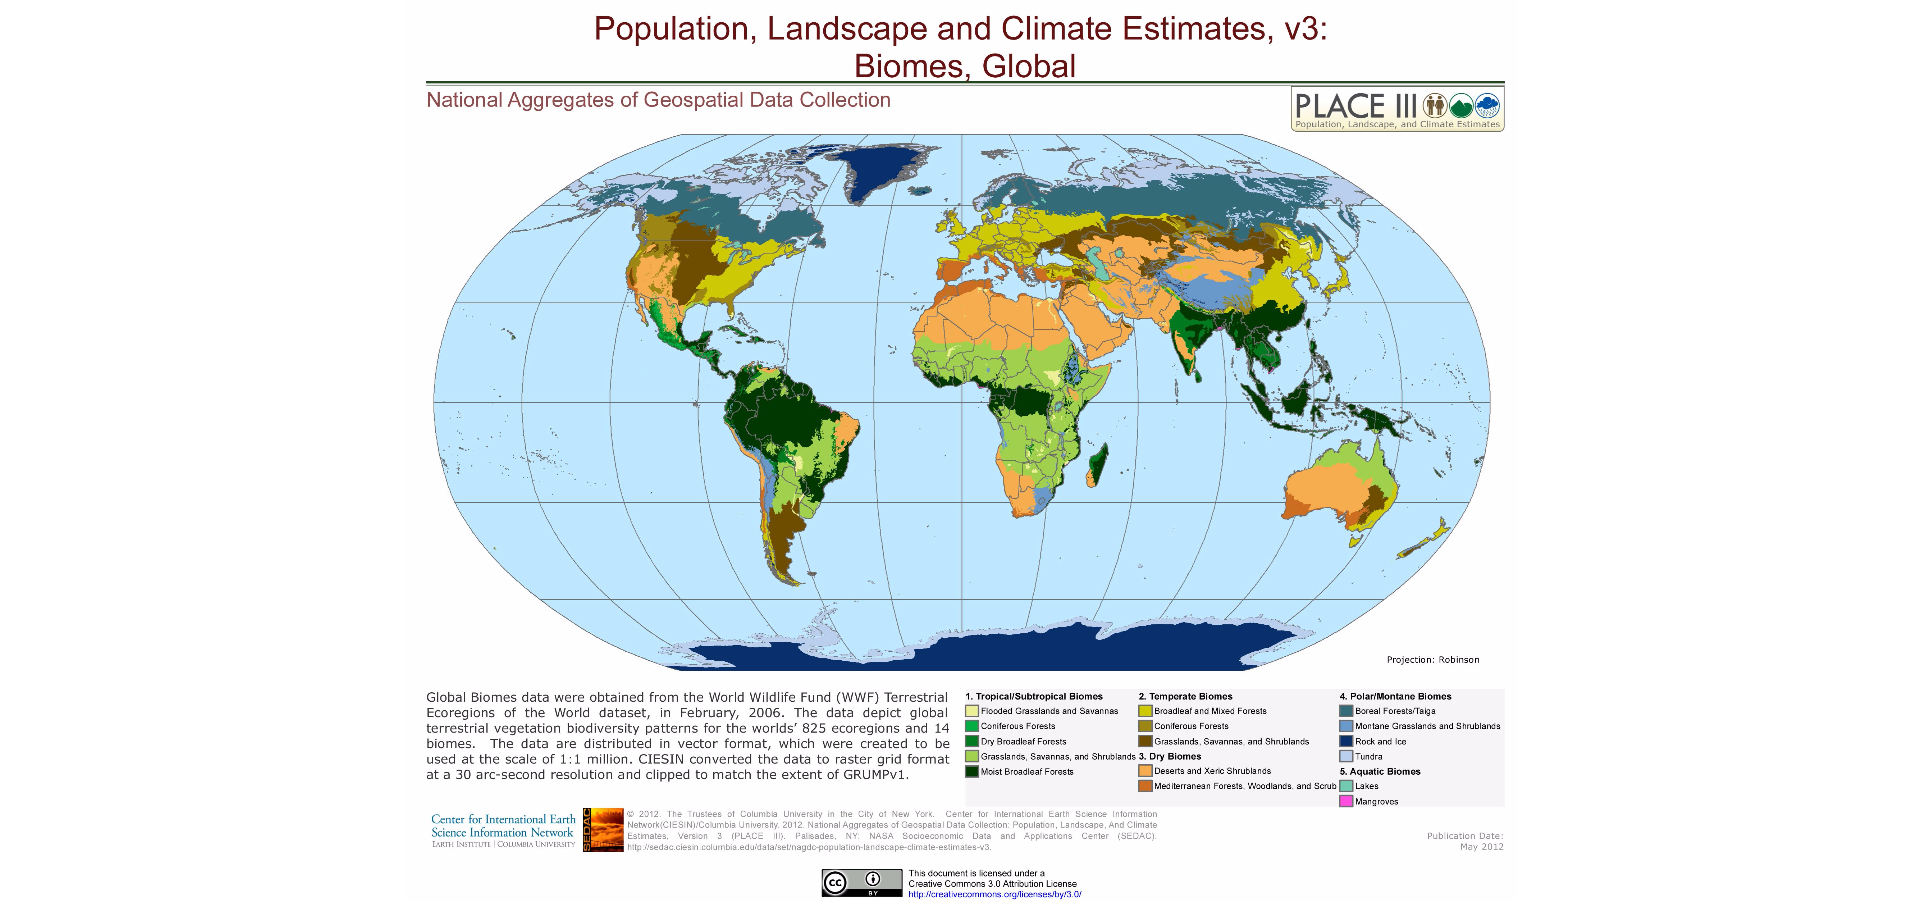 Population, Landscape and Climate Estimates, v3:
Biomes, Global
National Aggregates of Geospatial Data Collection
PLACE III
Population, Landscape, and Climate Estimates
Projection: Robinson
Global Biomes data were obtained from the World Wildlife Fund (WWF) Terrestrial
Ecoregions of the World dataset, in February, 2006. The data depict global
terrestrial vegetation biodiversity patterns for the worlds' 825 ecoregions and 14
biomes. The data are distributed in vector format, which were created to be
used at the scale of 1:1 million. CIESIN converted the data to raster grid format
at a 30 arc-second resolution and clipped to match the extent of GRUMPv1.
1. Tropical/Subtropical Biomes
Flooded Grasslands and Savannas
Coniferous Forests
Dry Broadleaf Forests
Grasslands, Savannas, and Shrublands
Moist Broadleaf Forests
2. Temperate Biomes
Broadleaf and Mixed Forests
Coniferous Forests
Grasslands, Savannas, and Shrublands
3. Dry Biomes
Deserts and Xeric Shrublands
Mediterranean Forests, Woodlands, and Scrub
4. Polar/Montane Biomes
Boreal Forests/Taiga
Montane Grasslands and Shrublands
Rock and Ice
Tundra
5. Aquatic Biomes
Lakes
Mangroves
Center for International Earth
Science Information Network
EARTH INSTITUTE | COLUMBIA UNIVERSITY
SEDAC
© 2012. The Trustees of Columbia University in the City of New York. Center for International Earth Science Information
Network(CIESIN)/Columbia University, 2012. National Aggregates of Geospatial Data Collection: Population, Landscape, And Climate
Estimates, Version 3 (PLACE III). Palisades, NY: NASA Socioeconomic Data and Applications Center (SEDAC).
http://sedac.ciesin.columbia.edu/data/set/nagdc-population-landscape-climate-estimates-v3.
Publication Date:
May 2012
cc
BY
This document is licensed under a
Creative Commons 3.0 Attribution License
http://creativecommons.org/licenses/by/3.0/